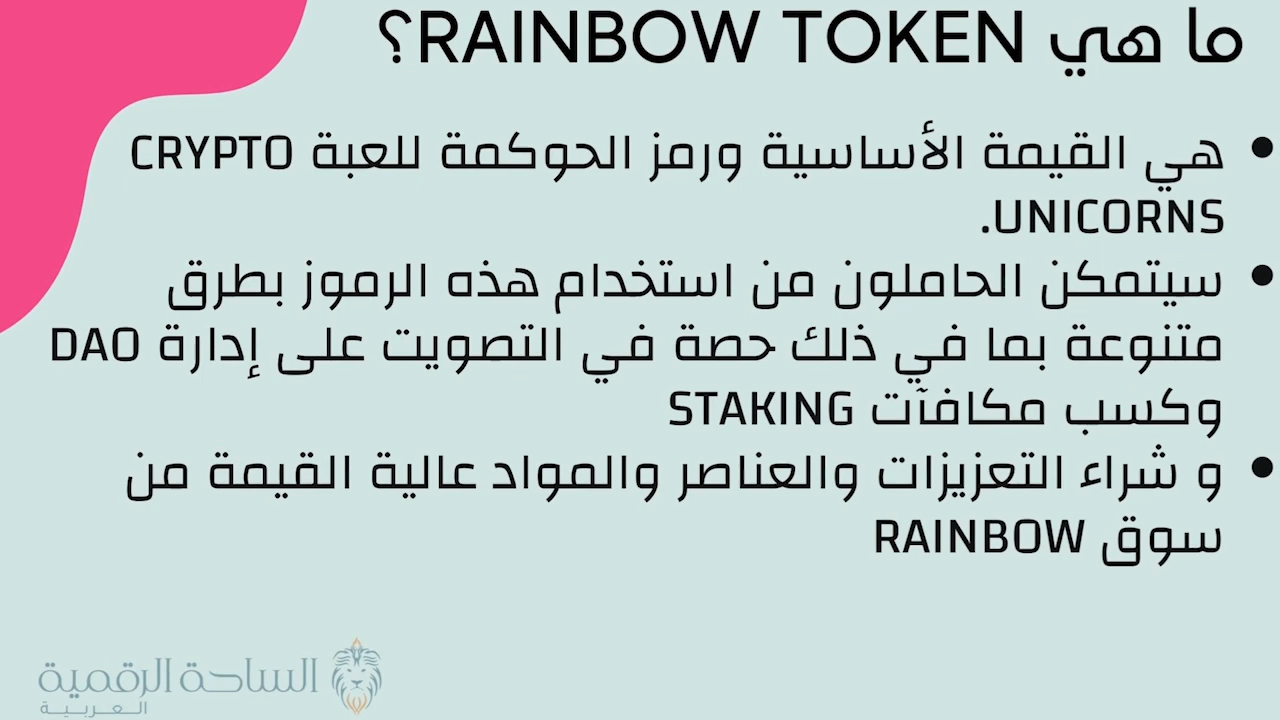 ما هي RAINBOW TOKEN؟
• هي القيمة الأساسية ورمز الحوكمة للعبة CRYPTO
UNICORNS.
• سيتمكن الحاملون من استخدام هذه الرموز بطرق
متنوعة بما في ذلك حصة في التصويت على إدارة DAO
وكسب مكافآت STAKING
• و شراء التعزيزات والعناصر والمواد عالية القيمة من
سوق RAINBOW
الساحة الرقمية
العربية